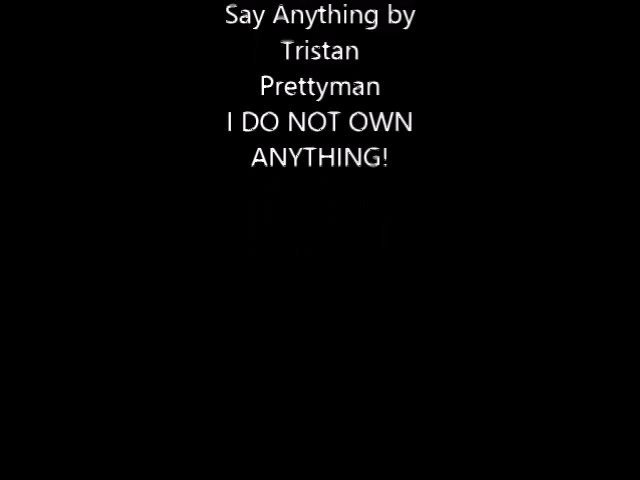 Say Anything by
Tristan
Prettyman
I DO NOT OWN
ANYTHING!